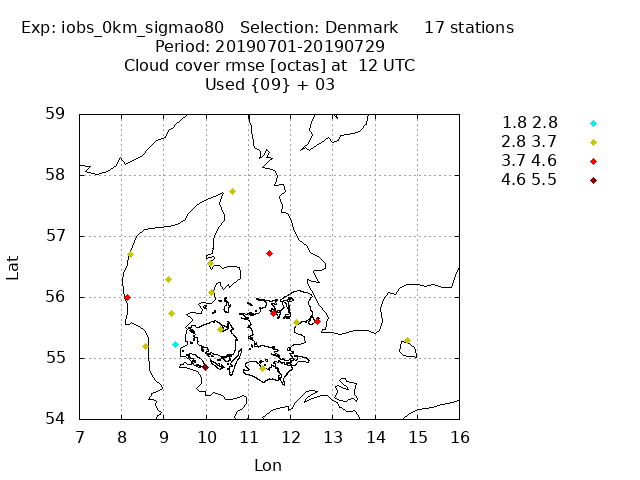 Exp: iobs_0km_sigmao80   Selection: Denmark     17 stations
Period: 20190701-20190729
Cloud cover rmse [octas] at  12 UTC
Used {09} + 03
1.8 2.8
2.8 3.7
3.7 4.6
4.6 5.5
59
58
57
56
55
54
Lat
7 8 9 10 11 12 13 14 15 16
Lon